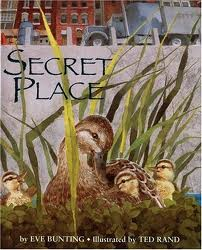 SECRET
PLACE
by EVE BUNTING • Illustrated by TED RAND